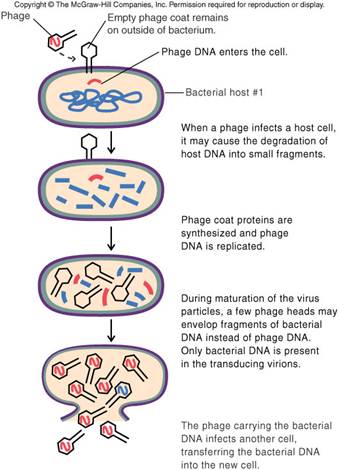 Copyright © The McGraw-Hill Companies, Inc. Permission required for reproduction or display.
Phage
Empty phage coat remains
on outside of bacterium.
Phage DNA enters the cell.
Bacterial host #1
When a phage infects a host cell,
it may cause the degradation of
host DNA into small fragments.
Phage coat proteins are
synthesized and phage
DNA is replicated.
During maturation of the virus
particles, a few phage heads may
envelop fragments of bacterial
DNA instead of phage DNA.
Only bacterial DNA is present
in the transducing virions.
The phage carrying the bacterial
DNA infects another cell,
transferring the bacterial DNA
into the new cell.